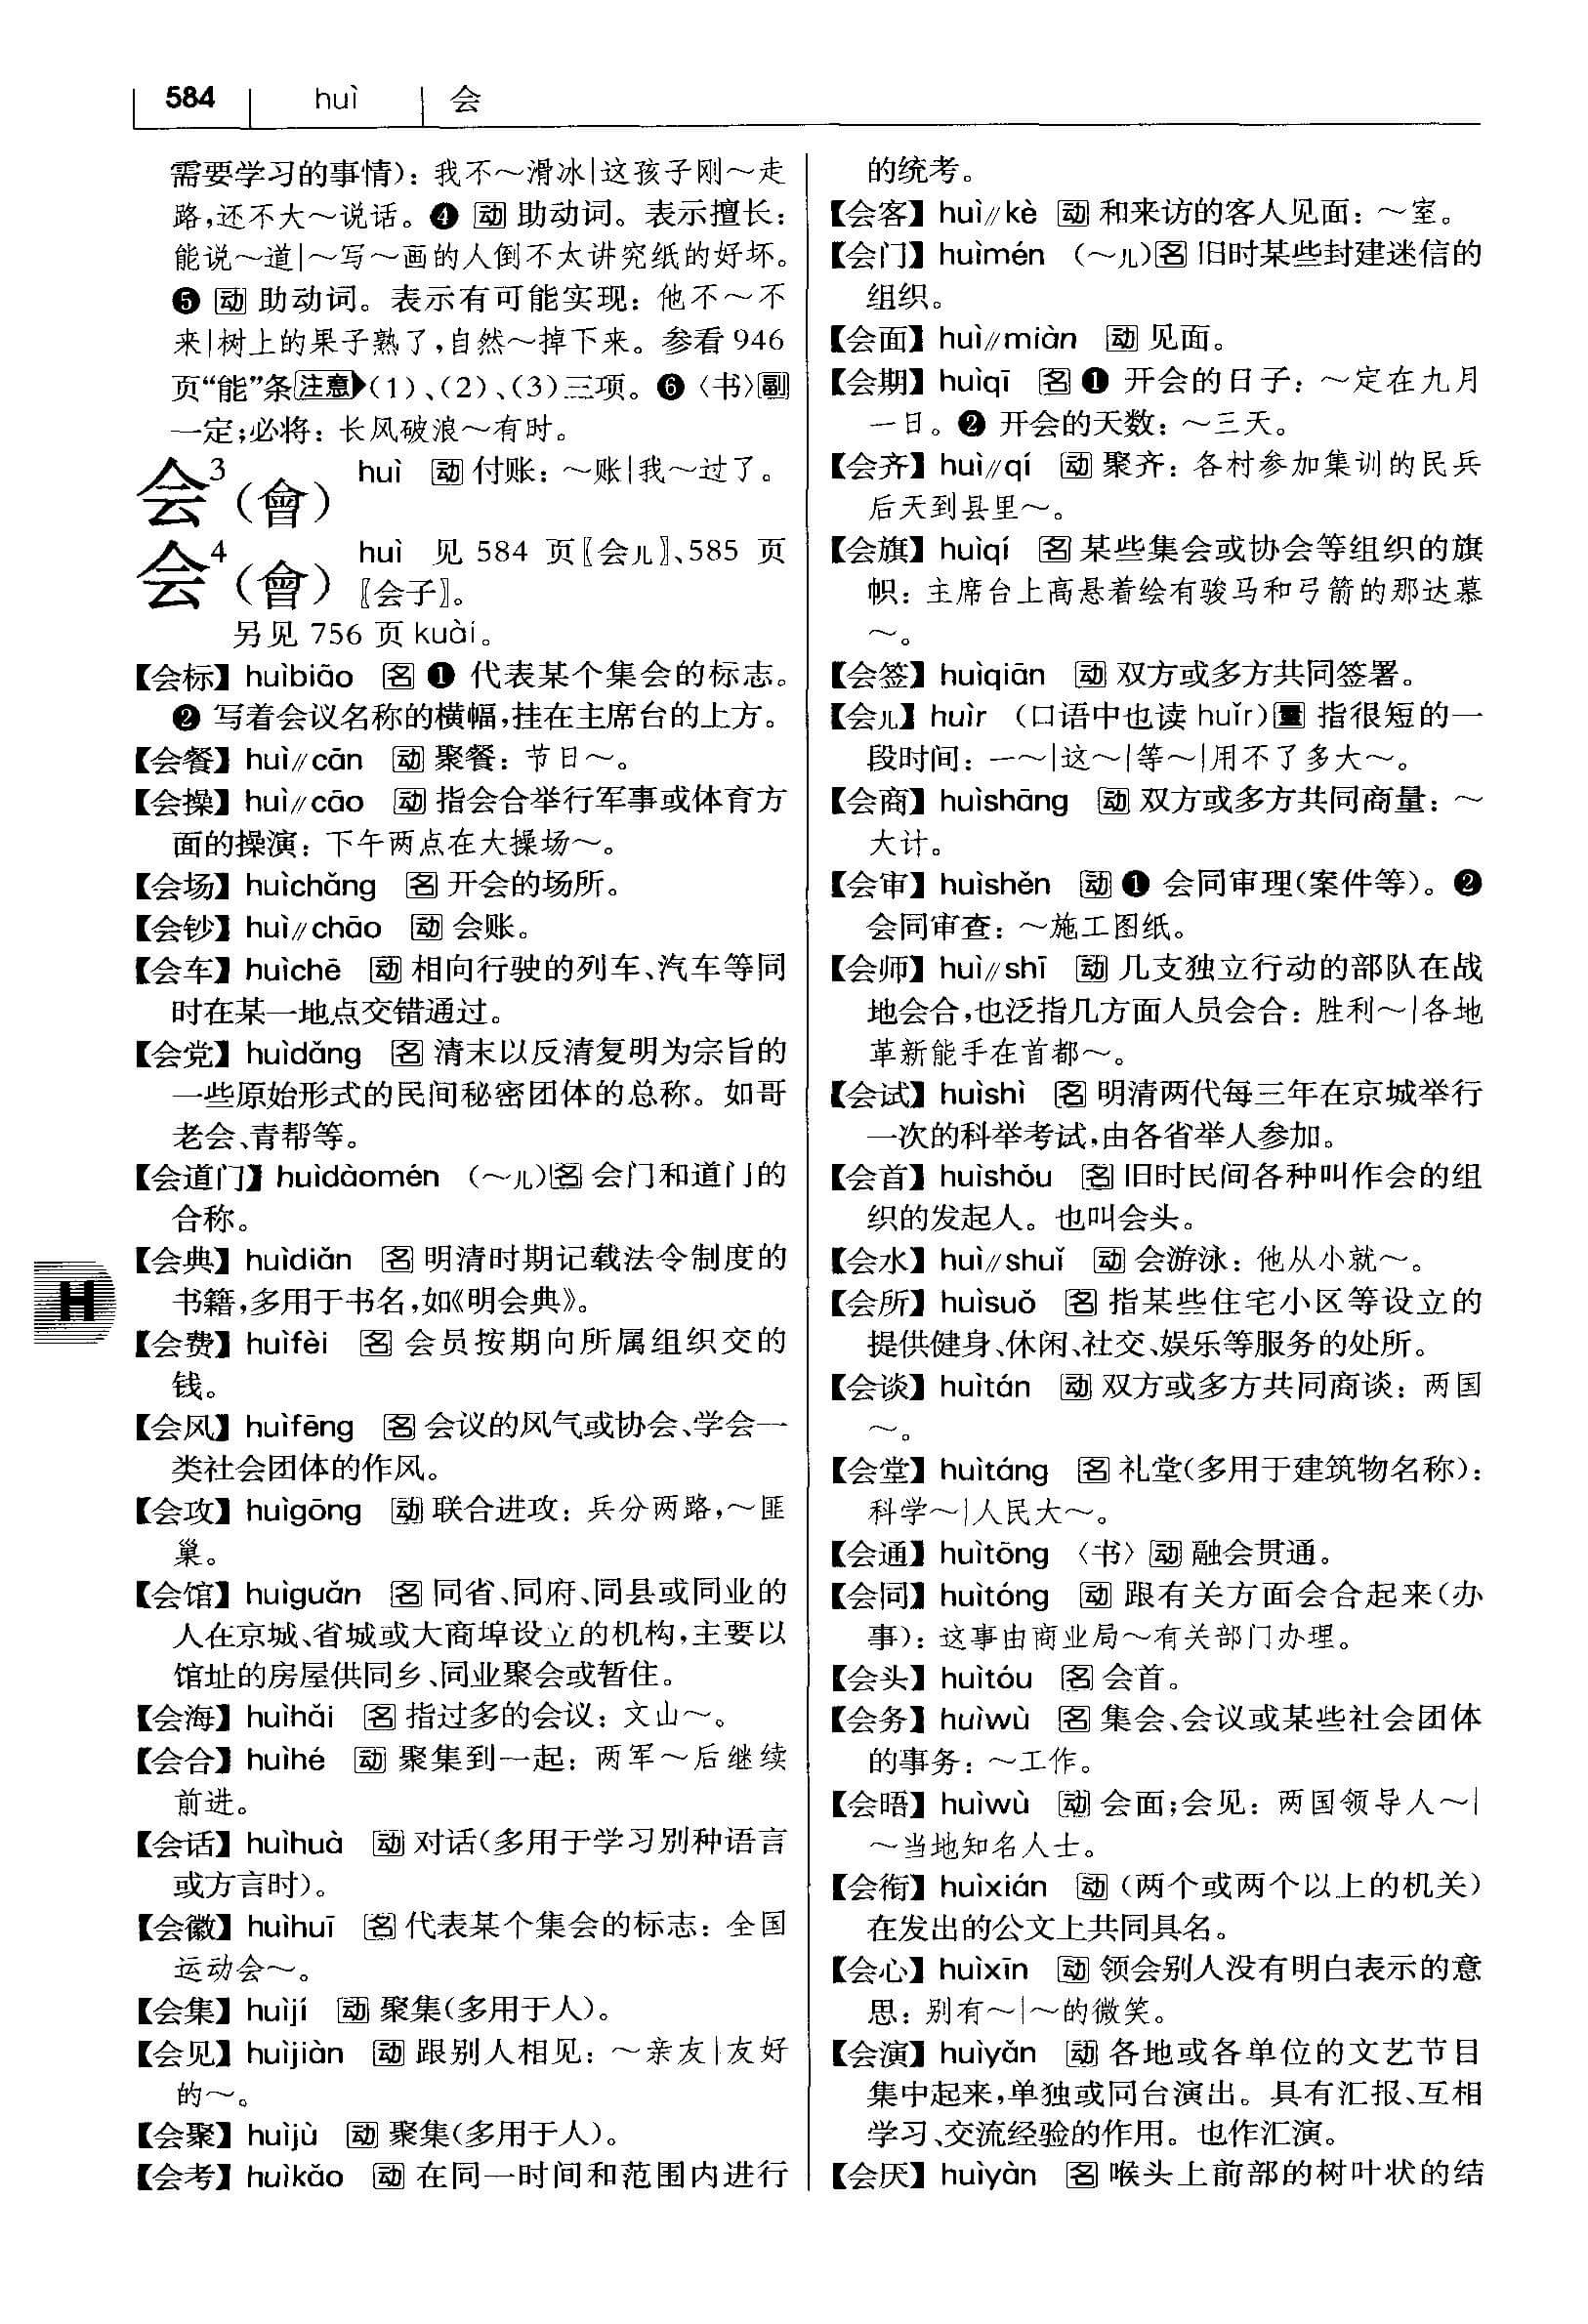 584 huì 会
需要学习的事情）：我不～滑冰|这孩子刚～走
路，还不大～说话。❹ 动 助动词。表示擅长：
能说～道|～写～画的人倒不太讲究纸的好坏。
❺ 动 助动词。表示有可能实现：他不～不
来|树上的果子熟了，自然～掉下来。参看 946
页“能”条注意▶(1)、(2)、(3)三项。❻〈书〉副
一定；必将：长风破浪～有时。
会³（會） huì 动 付账：～账|我～过了。
会⁴（會） huì 见 584 页〖会儿〗、585 页
〖会子〗。
另见 756 页 kuài。
【会标】huìbiāo 名 ❶ 代表某个集会的标志。
❷ 写着会议名称的横幅，挂在主席台的上方。
【会餐】huì//cān 动 聚餐：节日～。
【会操】huì//cāo 动 指会合举行军事或体育方
面的操演：下午两点在大操场～。
【会场】huìchǎng 名 开会的场所。
【会钞】huì//chāo 动 会账。
【会车】huìchē 动 相向行驶的列车、汽车等同
时在某一地点交错通过。
【会党】huìdǎng 名 清末以反清复明为宗旨的
一些原始形式的民间秘密团体的总称。如哥
老会、青帮等。
【会道门】huìdàomén （～儿）名 会门和道门的
合称。
【会典】huìdiǎn 名 明清时期记载法令制度的
书籍，多用于书名，如《明会典》。
【会费】huìfèi 名 会员按期向所属组织交的
钱。
【会风】huìfēng 名 会议的风气或协会、学会一
类社会团体的作风。
【会攻】huìgōng 动 联合进攻：兵分两路，～匪
巢。
【会馆】huìguǎn 名 同省、同府、同县或同业的
人在京城、省城或大商埠设立的机构，主要以
馆址的房屋供同乡、同业聚会或暂住。
【会海】huìhǎi 名 指过多的会议：文山～。
【会合】huìhé 动 聚集到一起：两军～后继续
前进。
【会话】huìhuà 动 对话（多用于学习别种语言
或方言时）。
【会徽】huìhuī 名 代表某个集会的标志：全国
运动会～。
【会集】huìjí 动 聚集（多用于人）。
【会见】huìjiàn 动 跟别人相见：～亲友|友好
的～。
【会聚】huìjù 动 聚集（多用于人）。
【会考】huìkǎo 动 在同一时间和范围内进行
H
的统考。
【会客】huì//kè 动 和来访的客人见面：～室。
【会门】huìmén （～儿）名 旧时某些封建迷信的
组织。
【会面】huì//miàn 动 见面。
【会期】huìqī 名 ❶ 开会的日子：～定在九月
一日。❷ 开会的天数：～三天。
【会齐】huì//qí 动 聚齐：各村参加集训的民兵
后天到县里～。
【会旗】huìqí 名 某些集会或协会等组织的旗
帜：主席台上高悬着绘有骏马和弓箭的那达慕
～。
【会签】huìqiān 动 双方或多方共同签署。
【会儿】huìr （口语中也读 huǐr）量 指很短的一
段时间：一～|这～|等～|用不了多大～。
【会商】huìshāng 动 双方或多方共同商量：～
大计。
【会审】huìshěn 动 ❶ 会同审理（案件等）。❷
会同审查：～施工图纸。
【会师】huì//shī 动 几支独立行动的部队在战
地会合，也泛指几方面人员会合：胜利～|各地
革新能手在首都～。
【会试】huìshì 名 明清两代每三年在京城举行
一次的科举考试，由各省举人参加。
【会首】huìshǒu 名 旧时民间各种叫作会的组
织的发起人。也叫会头。
【会水】huì//shuǐ 动 会游泳：他从小就～。
【会所】huìsuǒ 名 指某些住宅小区等设立的
提供健身、休闲、社交、娱乐等服务的处所。
【会谈】huìtán 动 双方或多方共同商谈：两国
～。
【会堂】huìtáng 名 礼堂（多用于建筑物名称）：
科学～|人民大～。
【会通】huìtōng 〈书〉动 融会贯通。
【会同】huìtóng 动 跟有关方面会合起来（办
事）：这事由商业局～有关部门办理。
【会头】huìtóu 名 会首。
【会务】huìwù 名 集会、会议或某些社会团体
的事务：～工作。
【会晤】huìwù 动 会面；会见：两国领导人～|
～当地知名人士。
【会衔】huìxián 动 （两个或两个以上的机关）
在发出的公文上共同具名。
【会心】huìxīn 动 领会别人没有明白表示的意
思：别有～|～的微笑。
【会演】huìyǎn 动 各地或各单位的文艺节目
集中起来，单独或同台演出。具有汇报、互相
学习、交流经验的作用。也作汇演。
【会厌】huìyàn 名 喉头上前部的树叶状的结